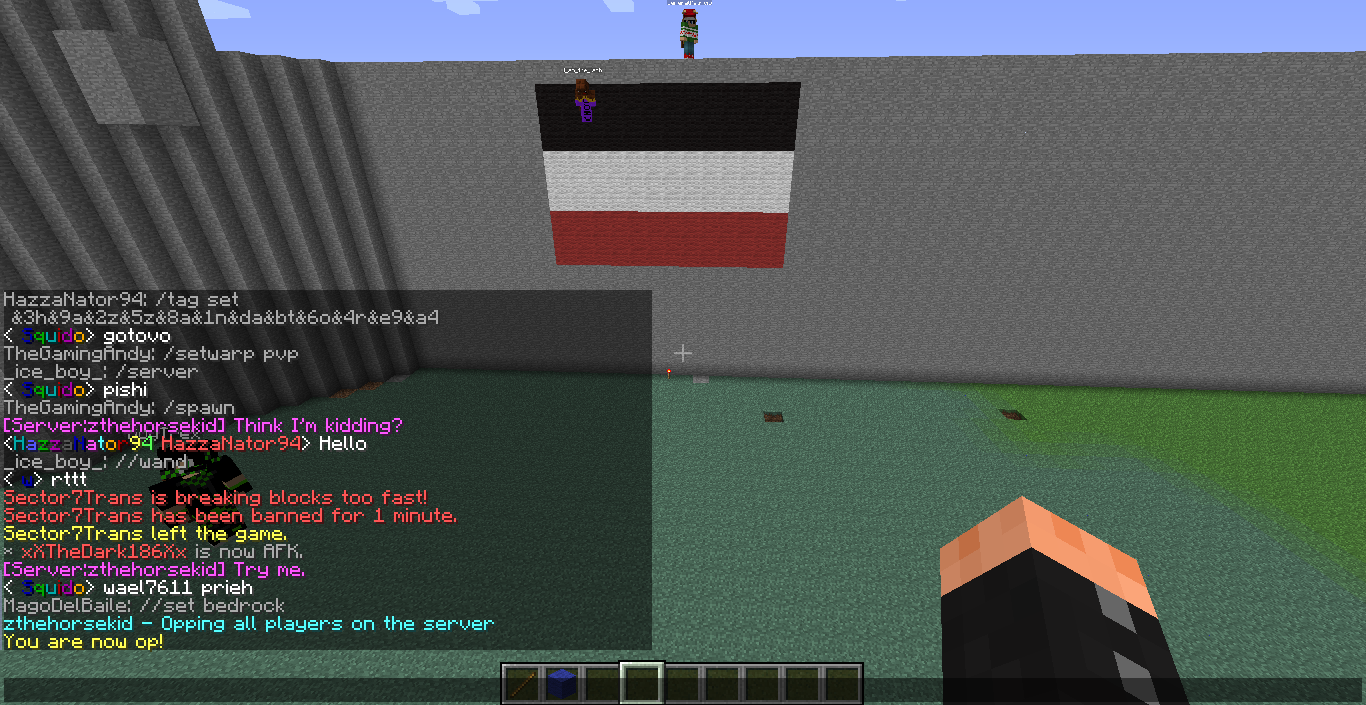 HazzaNator94: /tag set
&3h&9a&2z&5z&8a&1n&da&bt&6o&4r&e9&a4
< Squido> gotovo
TheGamingAndy: /setwarp pvp
_ice_boy_: /server
< Squido> pishi
TheGamingAndy: /spawn
[Server:zthehorsekid] Think I'm kidding?
<HazzaNator94 HazzaNator94> Hello
_ice_boy_: //wand
< w> rttt
Sector7Trans is breaking blocks too fast!
Sector7Trans has been banned for 1 minute.
Sector7Trans left the game.
* xXTheDark186Xx is now AFK.
[Server:zthehorsekid] Try me.
< Squido> wael7611 prieh
MagoDelBaile: //set bedrock
zthehorsekid - Opping all players on the server
You are now op!